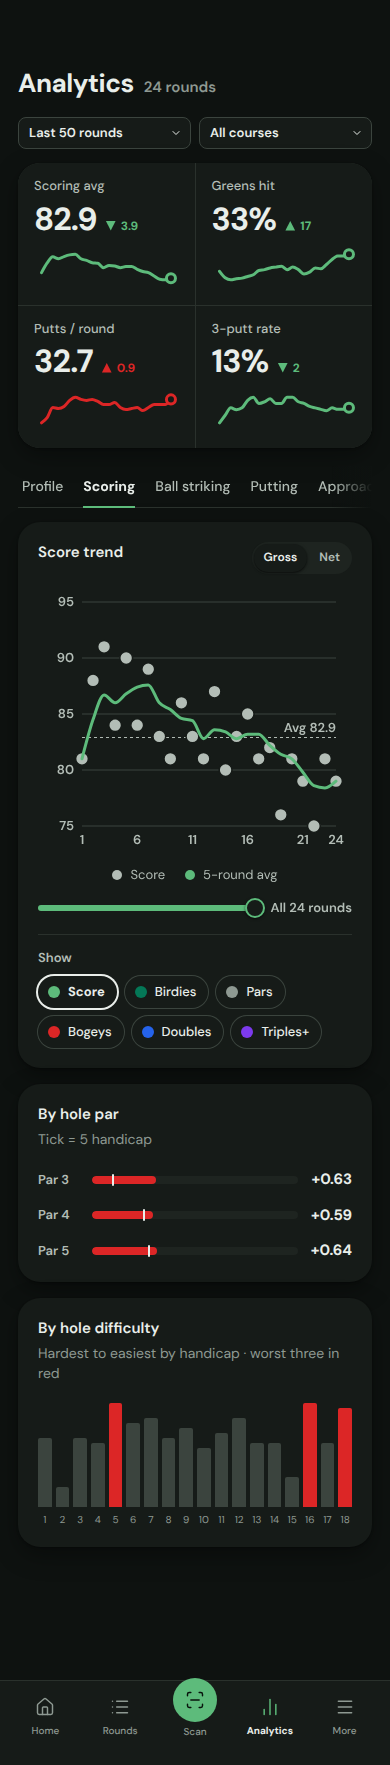 Analytics 24 rounds
Last 50 rounds All courses
Scoring avg Greens hit
82.9 ▼ 3.9 33% ▲ 17
Putts / round 3-putt rate
32.7 ▲ 0.9 13% ▼ 2
Profile Scoring Ball striking Putting Approac
Score trend Gross Net
95
90
85
Avg 82.9
80
75
1 6 11 16 21 24
Score 5-round avg
All 24 rounds
Show
Score Birdies Pars
Bogeys Doubles Triples+
By hole par
Tick = 5 handicap
Par 3 +0.63
Par 4 +0.59
Par 5 +0.64
By hole difficulty
Hardest to easiest by handicap · worst three in
red
1 2 3 4 5 6 7 8 9 10 11 12 13 14 15 16 17 18
Home Rounds Scan Analytics More